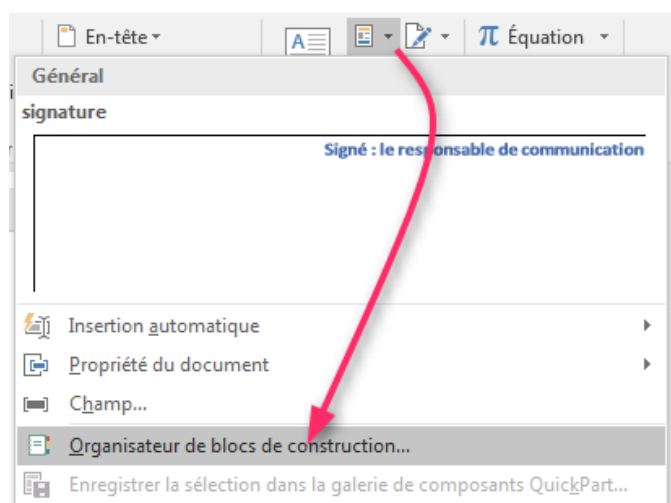 En-tête
A
π Équation
Général
signature
Signé : le responsable de communication
Insertion automatique
Propriété du document
Champ...
Organisateur de blocs de construction...
Enregistrer la sélection dans la galerie de composants QuickPart...